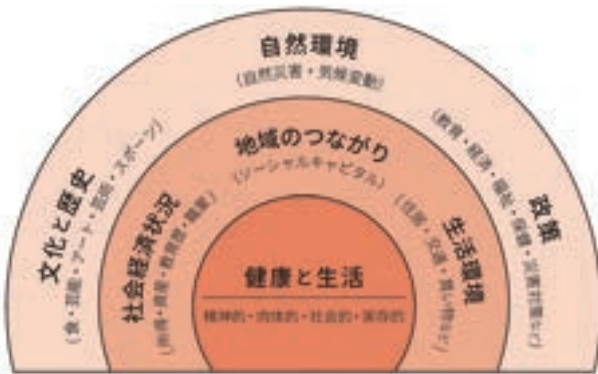 自然環境
(自然災害・気候変動)
文化と歴史
(食・芸能・アート・芸術・スポーツ)
政策
(教育・経済・福祉・保健・災害対策など)
地域のつながり
(ソーシャルキャピタル)
社会経済状況
(所得・資産・教育歴・職業)
生活環境
(住居・交通・買い物など)
健康と生活
精神的・肉体的・社会的・実存的